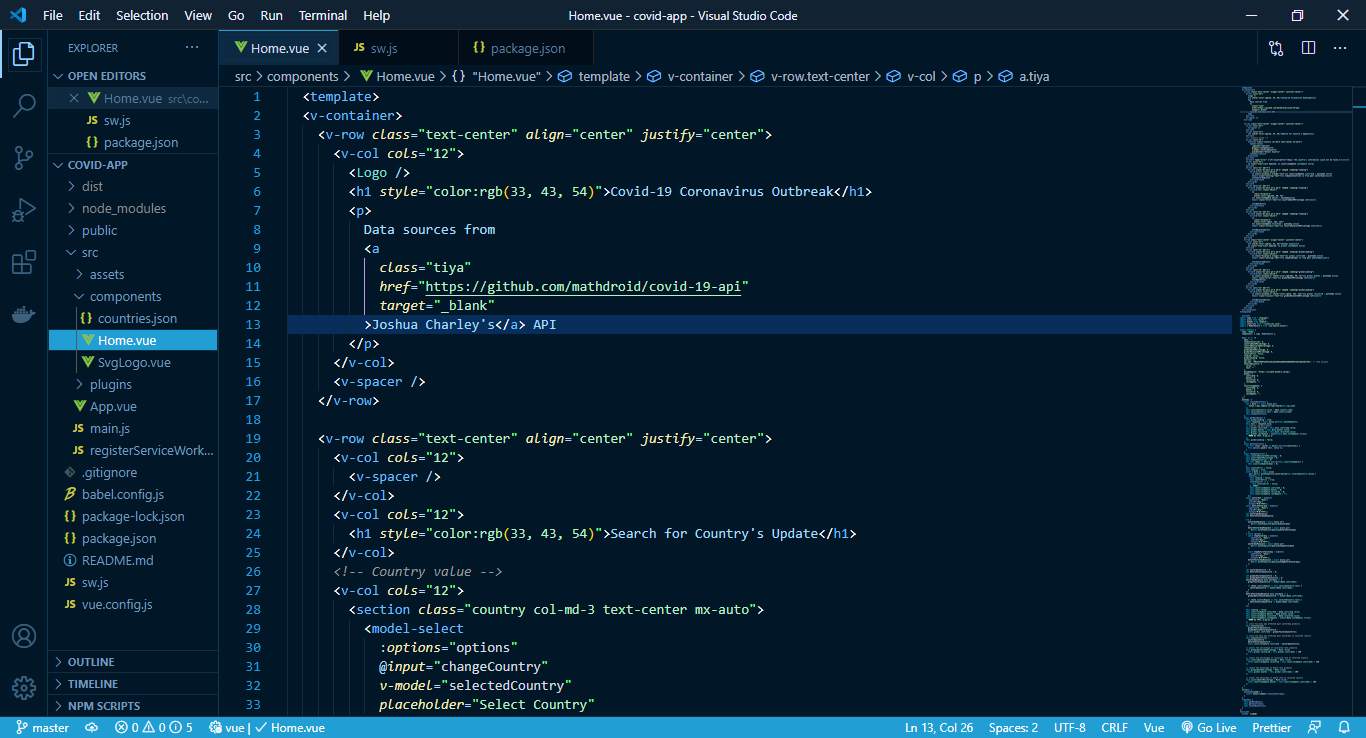 File Edit Selection View Go Run Terminal Help
Home.vue - covid-app - Visual Studio Code
EXPLORER
OPEN EDITORS
Home.vue src\co...
JS sw.js
{} package.json
COVID-APP
dist
node_modules
public
src
assets
components
{} countries.json
Home.vue
SvgLogo.vue
plugins
App.vue
JS main.js
JS registerServiceWork...
.gitignore
babel.config.js
{} package-lock.json
{} package.json
README.md
JS sw.js
JS vue.config.js
OUTLINE
TIMELINE
NPM SCRIPTS
Home.vue JS sw.js {} package.json
src > components > Home.vue > {} "Home.vue" > template > v-container > v-row.text-center > v-col > p > a.tiya
1 <template>
2 <v-container>
3 <v-row class="text-center" align="center" justify="center">
4 <v-col cols="12">
5 <Logo />
6 <h1 style="color:rgb(33, 43, 54)">Covid-19 Coronavirus Outbreak</h1>
7 <p>
8 Data sources from
9 <a
10 class="tiya"
11 href="https://github.com/mathdroid/covid-19-api"
12 target="_blank"
13 >Joshua Charley's</a> API
14 </p>
15 </v-col>
16 <v-spacer />
17 </v-row>
18
19 <v-row class="text-center" align="center" justify="center">
20 <v-col cols="12">
21 <v-spacer />
22 </v-col>
23 <v-col cols="12">
24 <h1 style="color:rgb(33, 43, 54)">Search for Country's Update</h1>
25 </v-col>
26 <!-- Country value -->
27 <v-col cols="12">
28 <section class="country col-md-3 text-center mx-auto">
29 <model-select
30 :options="options"
31 @input="changeCountry"
32 v-model="selectedCountry"
33 placeholder="Select Country"
master 0 0 5 vue | Home.vue
Ln 13, Col 26 Spaces: 2 UTF-8 CRLF Vue Go Live Prettier